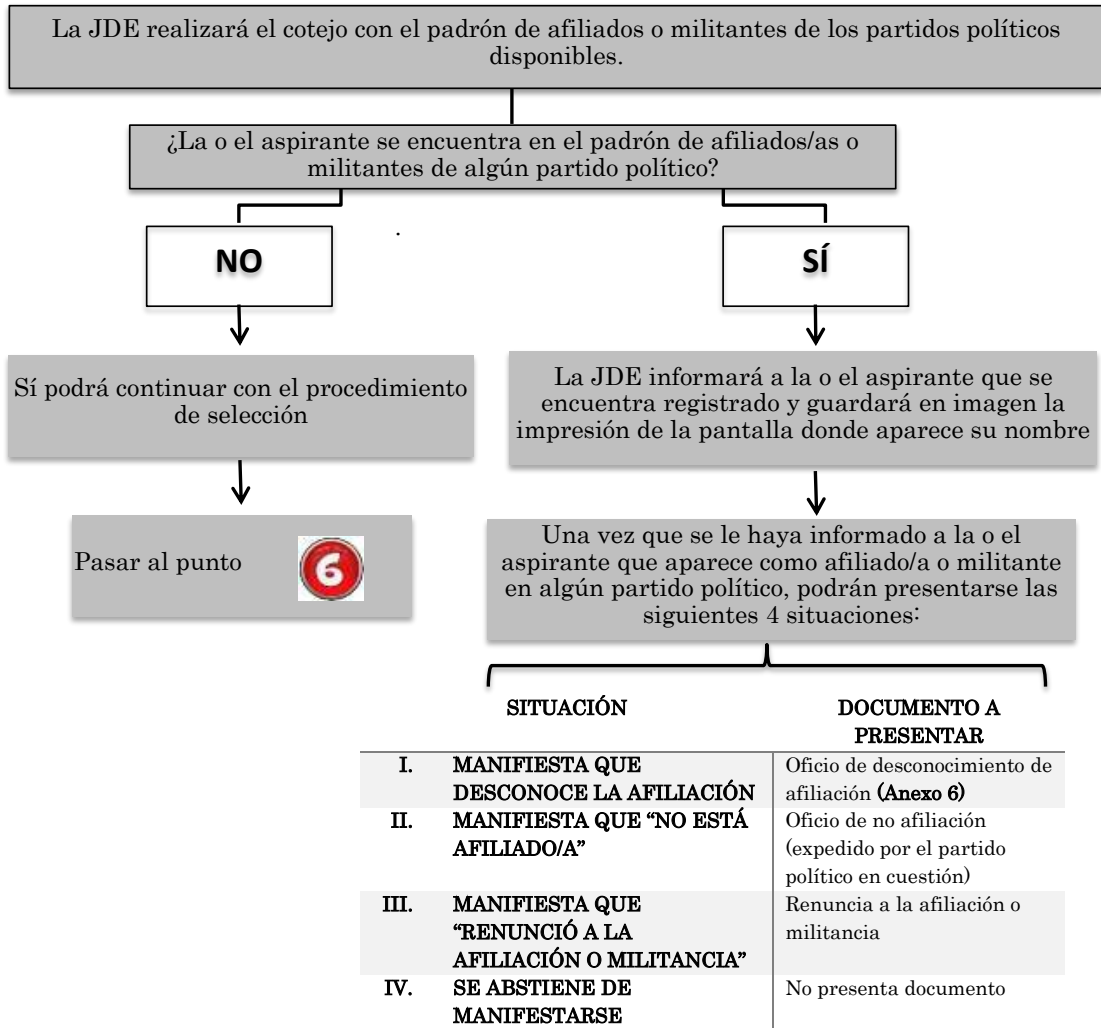 La JDE realizará el cotejo con el padrón de afiliados o militantes de los partidos políticos
disponibles.
¿La o el aspirante se encuentra en el padrón de afiliados/as o
militantes de algún partido político?
NO
Sí podrá continuar con el procedimiento
de selección
Pasar al punto 6
SÍ
La JDE informará a la o el aspirante que se
encuentra registrado y guardará en imagen la
impresión de la pantalla donde aparece su nombre
Una vez que se le haya informado a la o el
aspirante que aparece como afiliado/a o militante
en algún partido político, podrán presentarse las
siguientes 4 situaciones:
SITUACIÓN
DOCUMENTO A
PRESENTAR
I. MANIFIESTA QUE
DESCONOCE LA AFILIACIÓN
Oficio de desconocimiento de
afiliación (Anexo 6)
II. MANIFIESTA QUE “NO ESTÁ
AFILIADO/A”
Oficio de no afiliación
(expedido por el partido
político en cuestión)
III. MANIFIESTA QUE
“RENUNCIÓ A LA
AFILIACIÓN O MILITANCIA”
Renuncia a la afiliación o
militancia
IV. SE ABSTIENE DE
MANIFESTARSE
No presenta documento